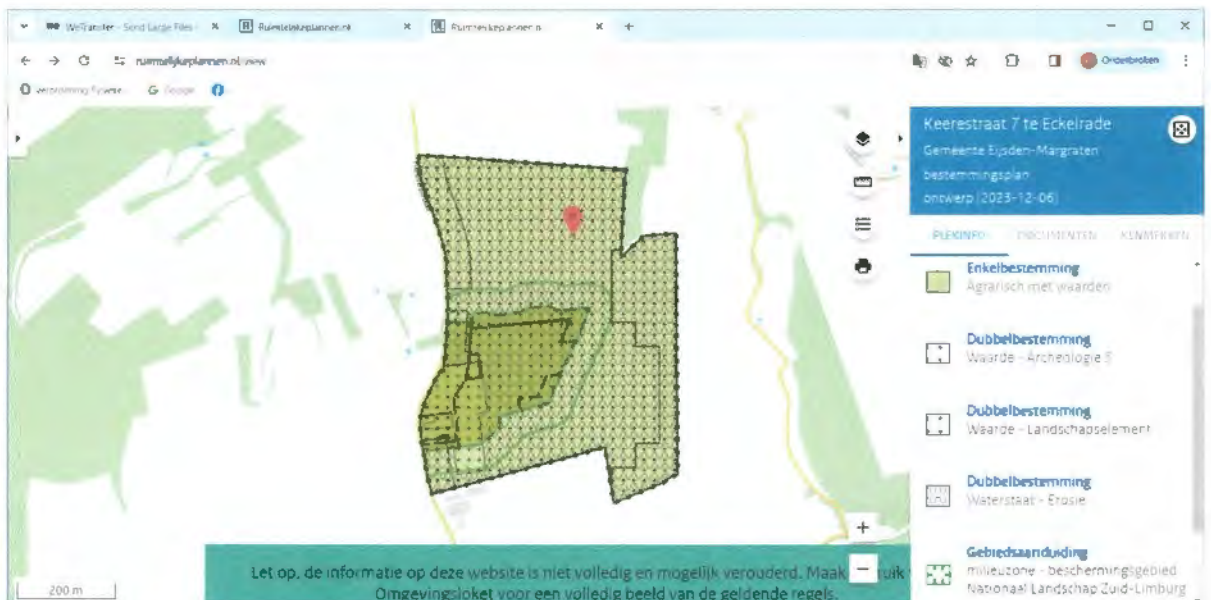 WeTransfer - Send Large Files
Ruimtelijkeplannen.nl
Ruimtelijkeplannen.n
ruimtelijkeplannen.nl/view
Onderbroken
Google
Keerestraat 7 te Eckelrade
Gemeente Eijsden-Margraten
bestemmingsplan
ontwerp (2023-12-06)
PLEKINFO DOCUMENTEN KENMERKEN
Enkelbestemming
Agrarisch met waarden
Dubbelbestemming
Waarde - Archeologie 5
Dubbelbestemming
Waarde - Landschapselement
Dubbelbestemming
Waterstaat - Erosie
Gebiedsaanduiding
milieuzone - beschermingsgebied
Nationaal Landschap Zuid-Limburg
Let op, de informatie op deze website is niet volledig en mogelijk verouderd. Maak
Omgevingsloket voor een volledig beeld van de geldende regels.
200 m